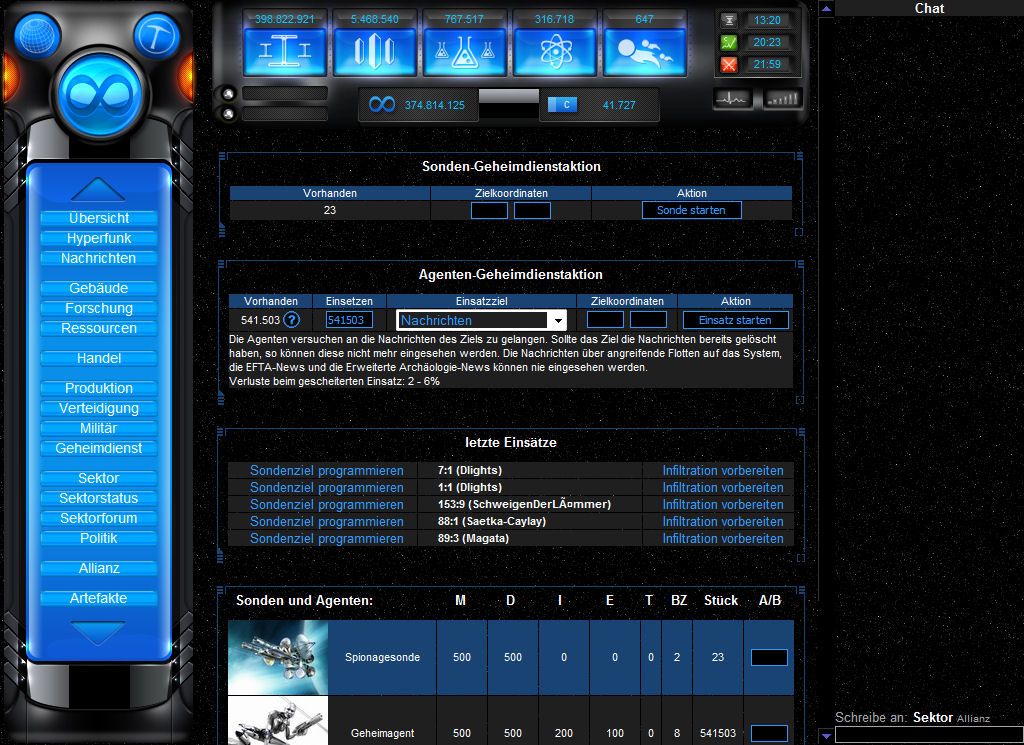 398.822.921 5.468.540 767.517 316.718 647
13:20
20:23
21:59
374.814.125 C 41.727
Übersicht
Hyperfunk
Nachrichten
Gebäude
Forschung
Ressourcen
Handel
Produktion
Verteidigung
Militär
Geheimdienst
Sektor
Sektorstatus
Sektorforum
Politik
Allianz
Artefakte
Sonden-Geheimdienstaktion
Vorhanden Zielkoordinaten Aktion
23 Sonde starten
Agenten-Geheimdienstaktion
Vorhanden Einsetzen Einsatzziel Zielkoordinaten Aktion
541.503 ? 541503 Nachrichten Einsatz starten
Die Agenten versuchen an die Nachrichten des Ziels zu gelangen. Sollte das Ziel die Nachrichten bereits gelöscht
haben, so können diese nicht mehr eingesehen werden. Die Nachrichten über angreifende Flotten auf das System,
die EFTA-News und die Erweiterte Archäologie-News können nie eingesehen werden.
Verluste beim gescheiterten Einsatz: 2 - 6%
letzte Einsätze
Sondenziel programmieren 7:1 (Dlights) Infiltration vorbereiten
Sondenziel programmieren 1:1 (Dlights) Infiltration vorbereiten
Sondenziel programmieren 153:9 (SchweigenDerLÃ¤mmer) Infiltration vorbereiten
Sondenziel programmieren 88:1 (Saetka-Caylay) Infiltration vorbereiten
Sondenziel programmieren 89:3 (Magata) Infiltration vorbereiten
Sonden und Agenten: M D I E T BZ Stück A/B
Spionagesonde 500 500 0 0 0 2 23
Geheimagent 500 500 200 100 0 8 541503
Chat
Schreibe an: Sektor Allianz